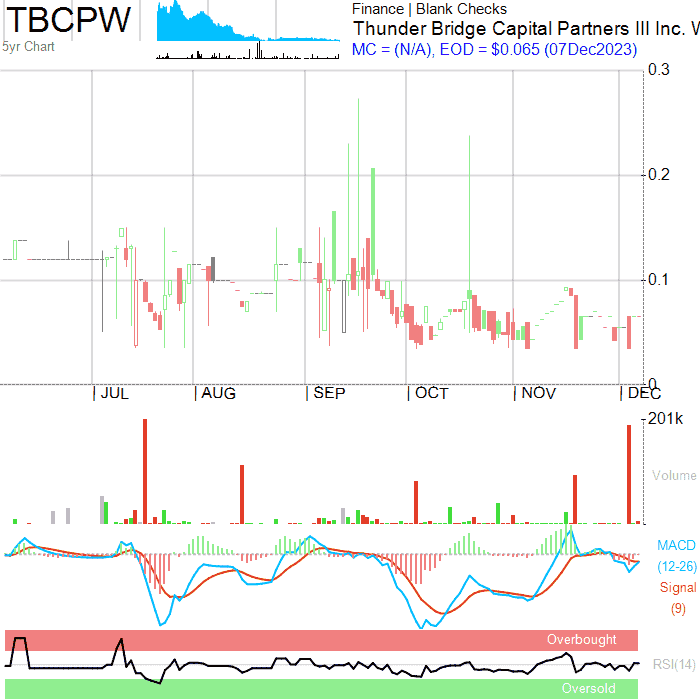 TBCPW
5yr Chart
Finance | Blank Checks
Thunder Bridge Capital Partners III Inc. W
MC = (N/A), EOD = $0.065 (07Dec2023)
0.3
0.2
0.1
0
JUL AUG SEP OCT NOV DEC
201k
Volume
MACD
(12-26)
Signal
(9)
Overbought
RSI(14)
Oversold